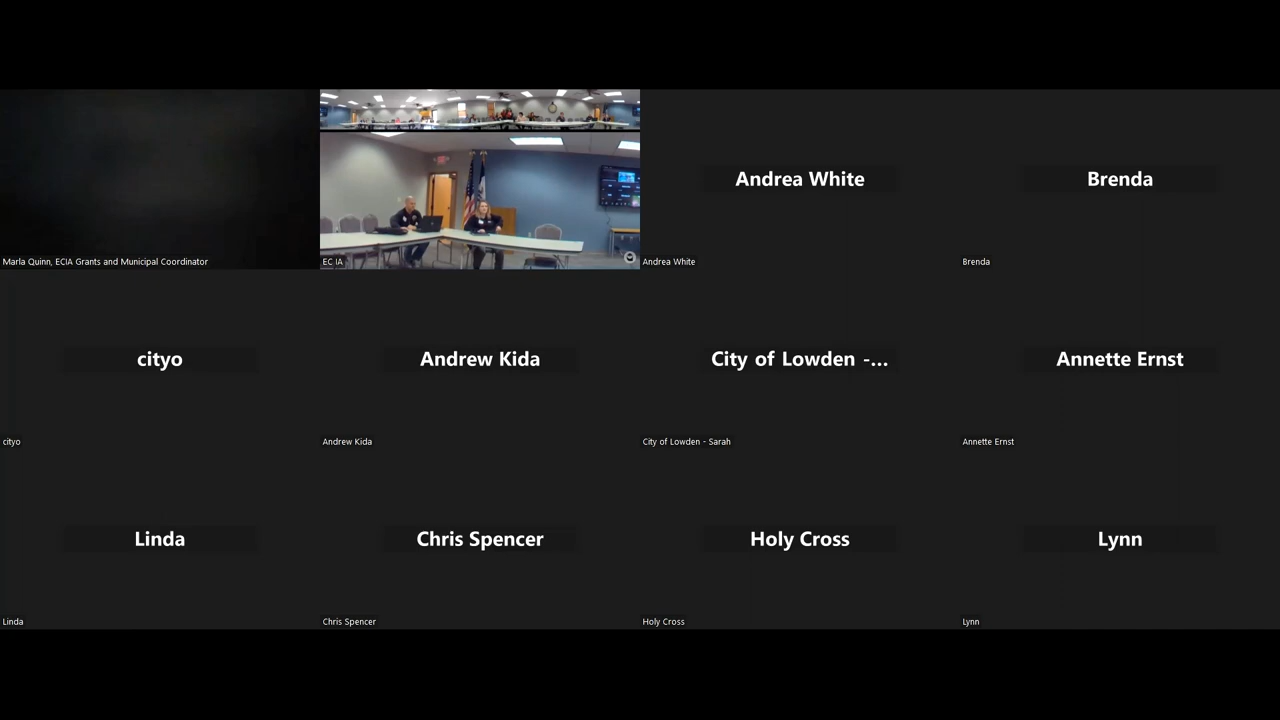 Marla Quinn, ECIA Grants and Municipal Coordinator
EC IA
Andrea White
Andrea White
Brenda
Brenda
cityo
cityo
Andrew Kida
Andrew Kida
City of Lowden -...
City of Lowden - Sarah
Annette Ernst
Annette Ernst
Linda
Linda
Chris Spencer
Chris Spencer
Holy Cross
Holy Cross
Lynn
Lynn